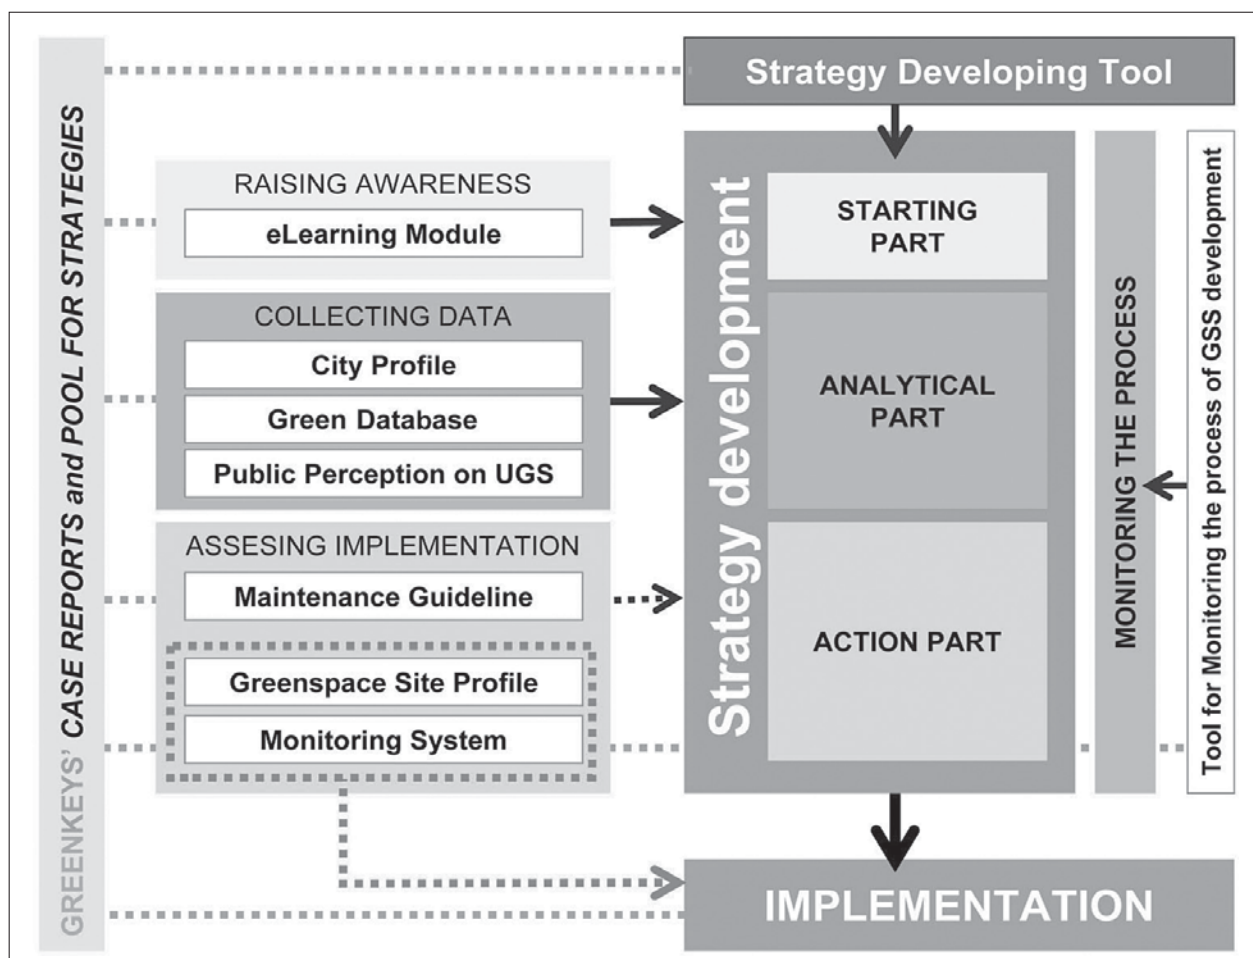 GREENKEYS' CASE REPORTS and POOL FOR STRATEGIES
Strategy Developing Tool
RAISING AWARENESS
eLearning Module
COLLECTING DATA
City Profile
Green Database
Public Perception on UGS
ASSESING IMPLEMENTATION
Maintenance Guideline
Greenspace Site Profile
Monitoring System
Strategy development
STARTING
PART
ANALYTICAL
PART
ACTION PART
MONITORING THE PROCESS
Tool for Monitoring the process of GSS development
IMPLEMENTATION